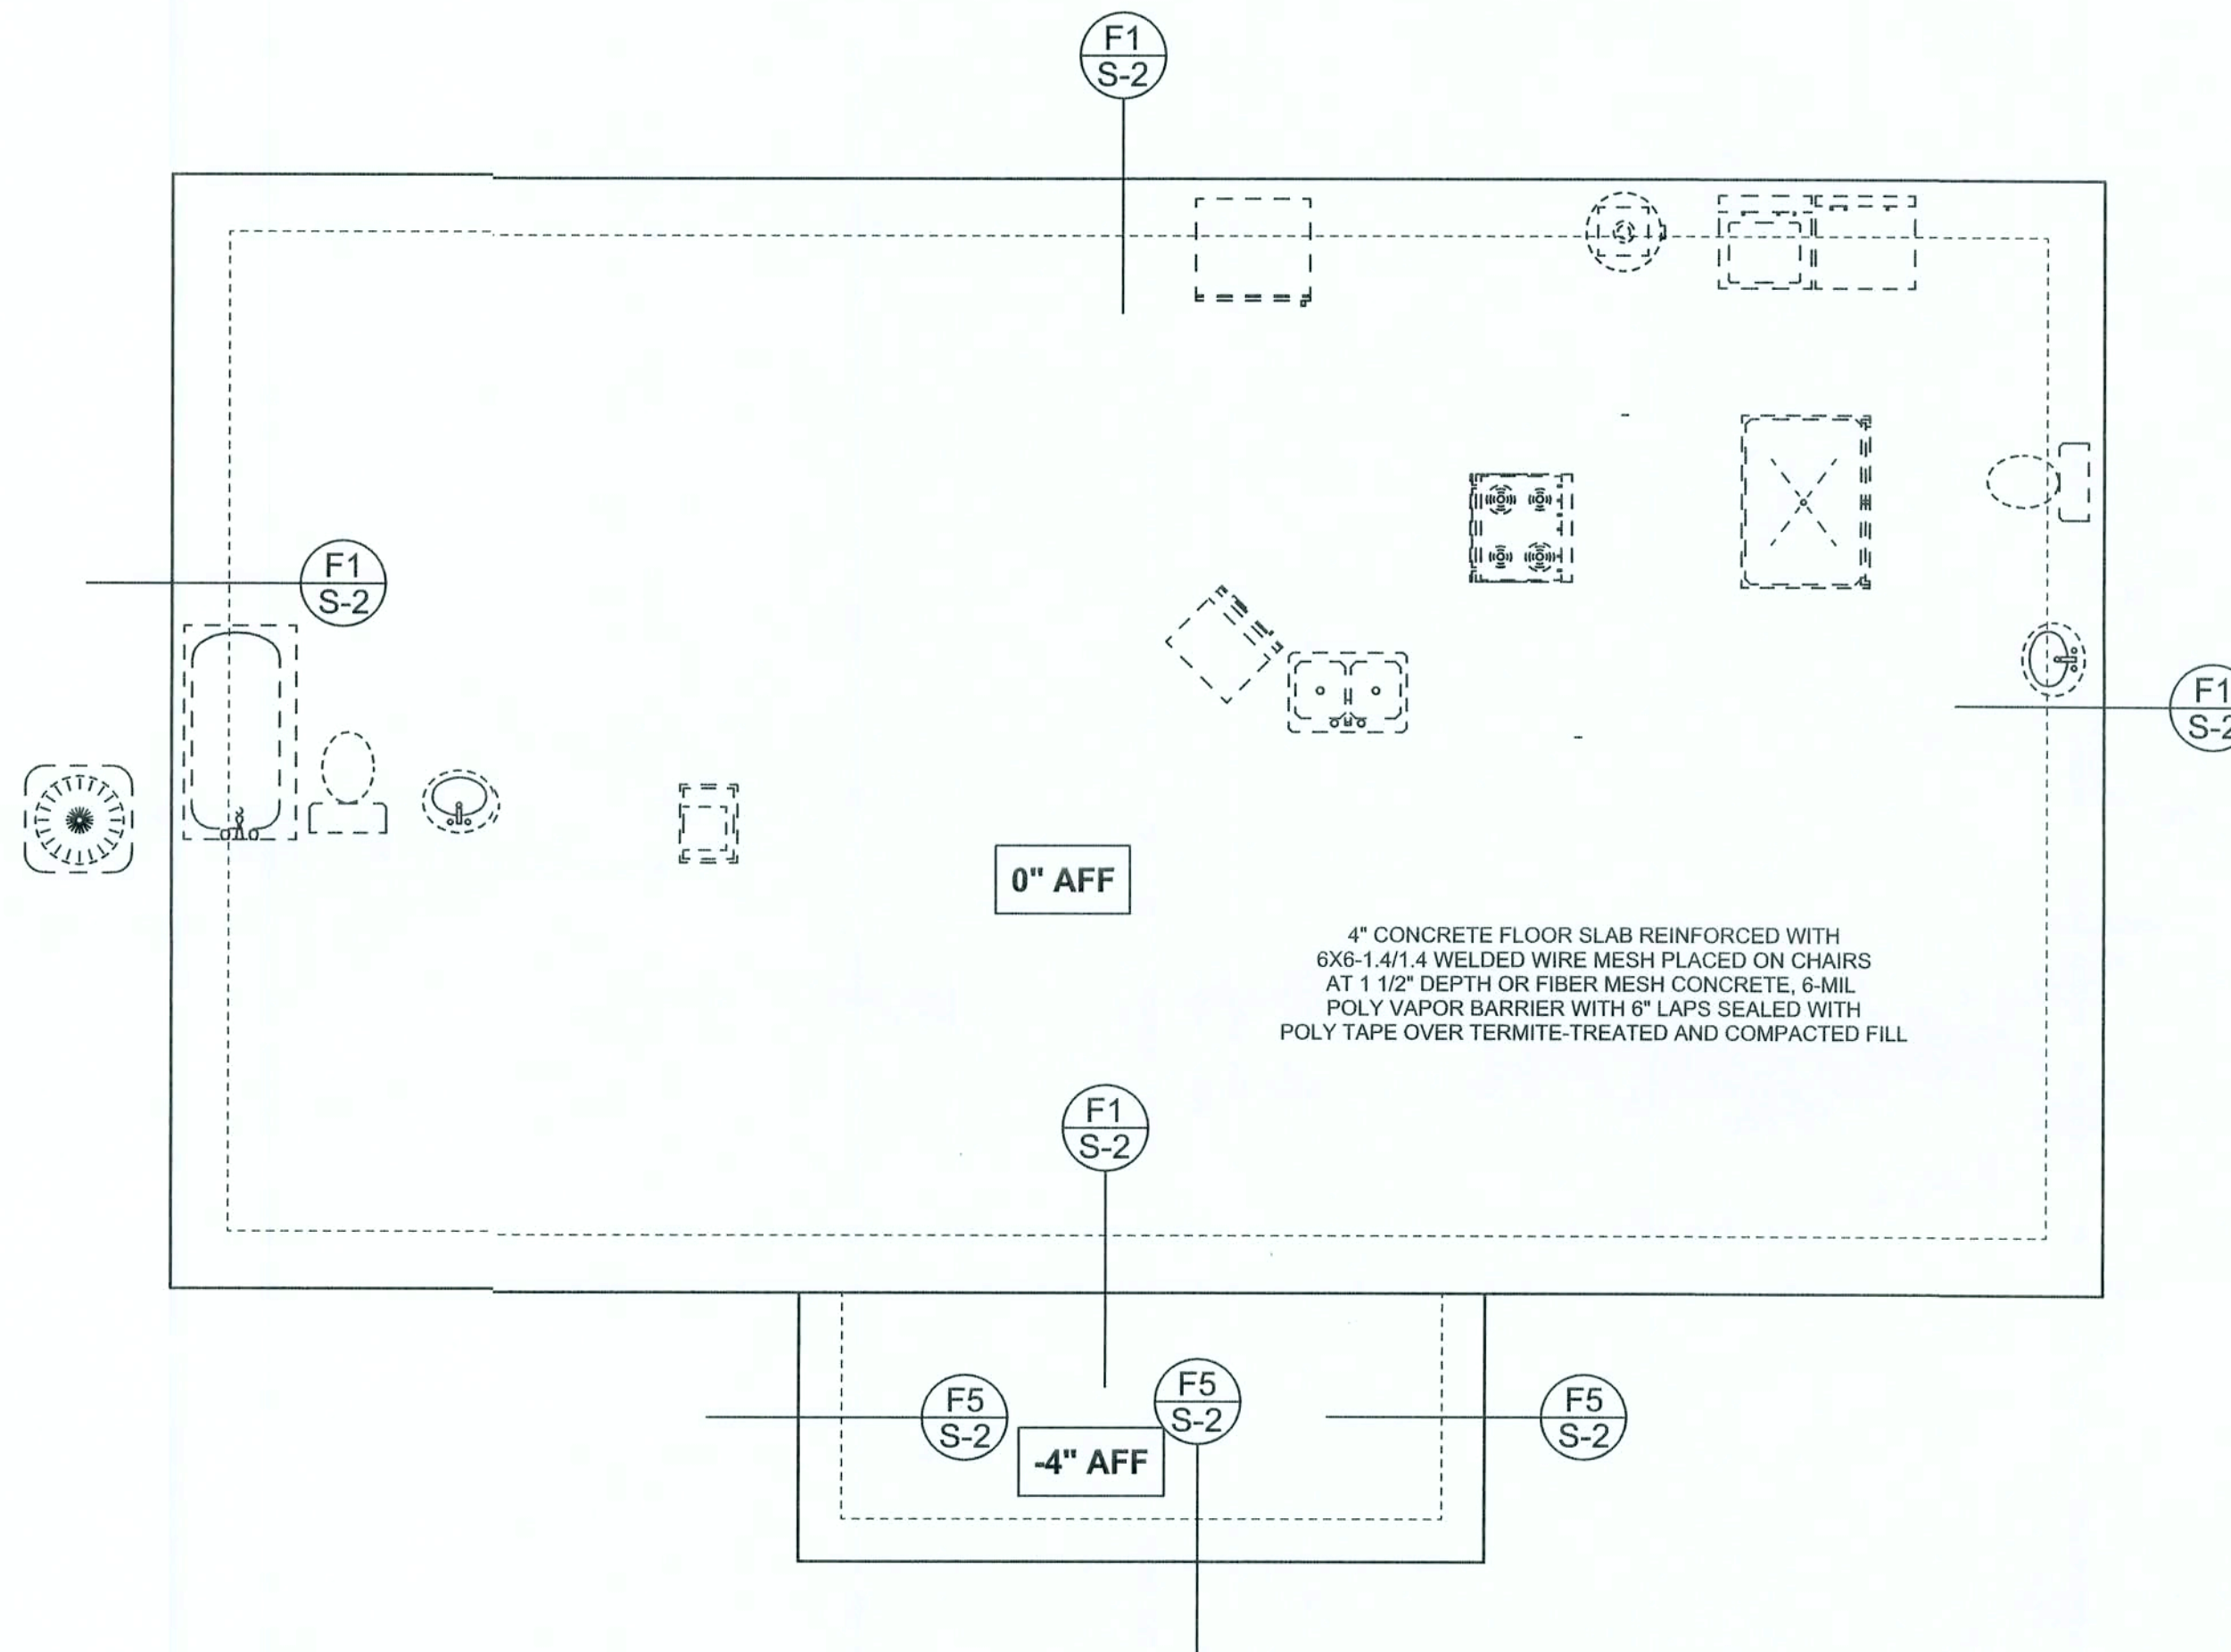 F1
S-2
F1
S-2
F1
S-2
0" AFF
4" CONCRETE FLOOR SLAB REINFORCED WITH
6X6-1.4/1.4 WELDED WIRE MESH PLACED ON CHAIRS
AT 1 1/2" DEPTH OR FIBER MESH CONCRETE, 6-MIL
POLY VAPOR BARRIER WITH 6" LAPS SEALED WITH
POLY TAPE OVER TERMITE-TREATED AND COMPACTED FILL
F1
S-2
F5
S-2
F5
S-2
F5
S-2
-4" AFF